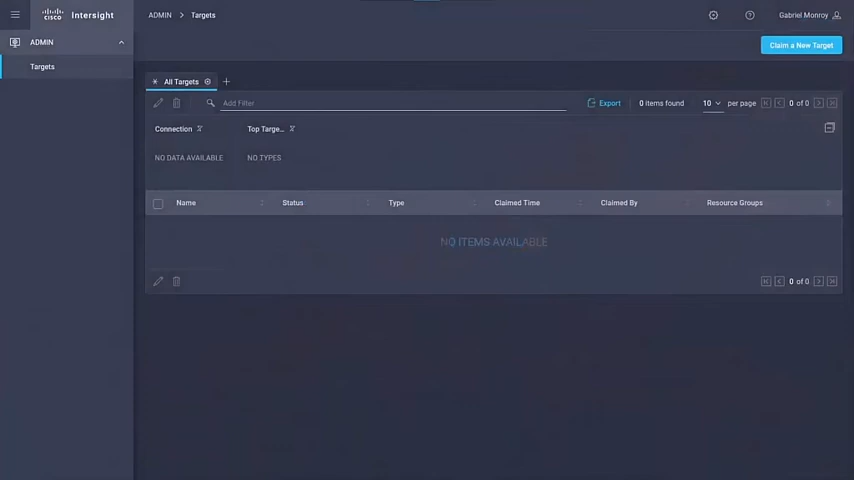 CISCO Intersight
ADMIN > Targets
Gabriel Monroy
ADMIN
Targets
Claim a New Target
All Targets
Add Filter
Export
0 items found
10 per page
0 of 0
Connection
Top Targe...
NO DATA AVAILABLE
NO TYPES
Name Status Type Claimed Time Claimed By Resource Groups
NO ITEMS AVAILABLE
0 of 0